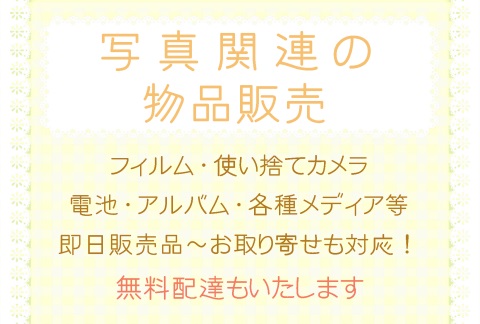 写真関連の
物品販売
フィルム・使い捨てカメラ
電池・アルバム・各種メディア等
即日販売品～お取り寄せも対応！
無料配達もいたします